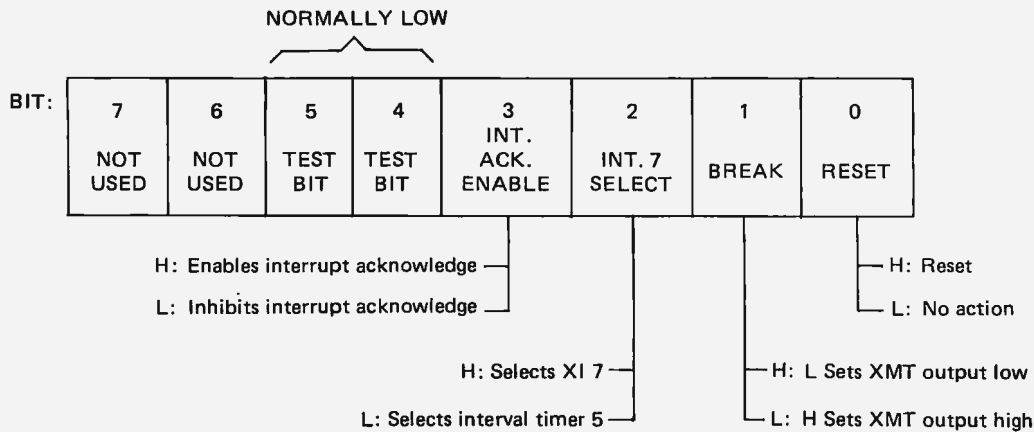 NORMALLY LOW
BIT: 7 6 5 4 3 2 1 0
NOT USED NOT USED TEST BIT TEST BIT INT. ACK. ENABLE INT. 7 SELECT BREAK RESET
H: Enables interrupt acknowledge
L: Inhibits interrupt acknowledge
H: Reset
L: No action
H: Selects XI 7
L: Selects interval timer 5
H: L Sets XMT output low
L: H Sets XMT output high